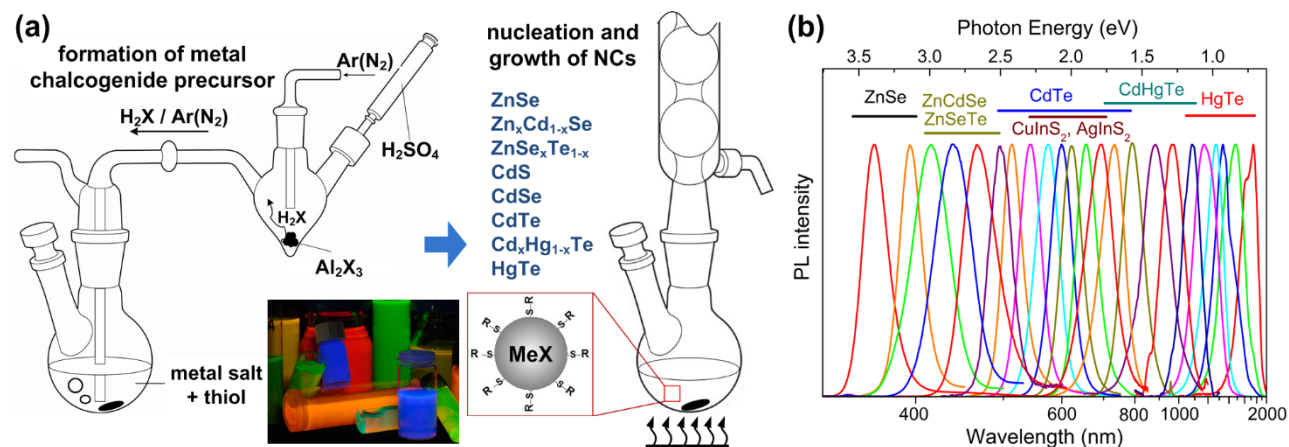 (a)
formation of metal
chalcogenide precursor
H₂X / Ar(N₂)
Ar(N₂)
H₂SO₄
H₂X
Al₂X₃
metal salt
+ thiol
nucleation and
growth of NCs
ZnSe
ZnₓCd₁₋ₓSe
ZnSeₓTe₁₋ₓ
CdS
CdSe
CdTe
CdₓHg₁₋ₓTe
HgTe
R
S
R
S
S
R
R
S
MeX
S
R
R
S
S
R
S
R
(b)
Photon Energy (eV)
3.5 3.0 2.5 2.0 1.5 1.0
ZnSe
ZnCdSe
ZnSeTe
CdTe
CuInS₂, AgInS₂
CdHgTe
HgTe
PL intensity
400 600 800 1000 2000
Wavelength (nm)